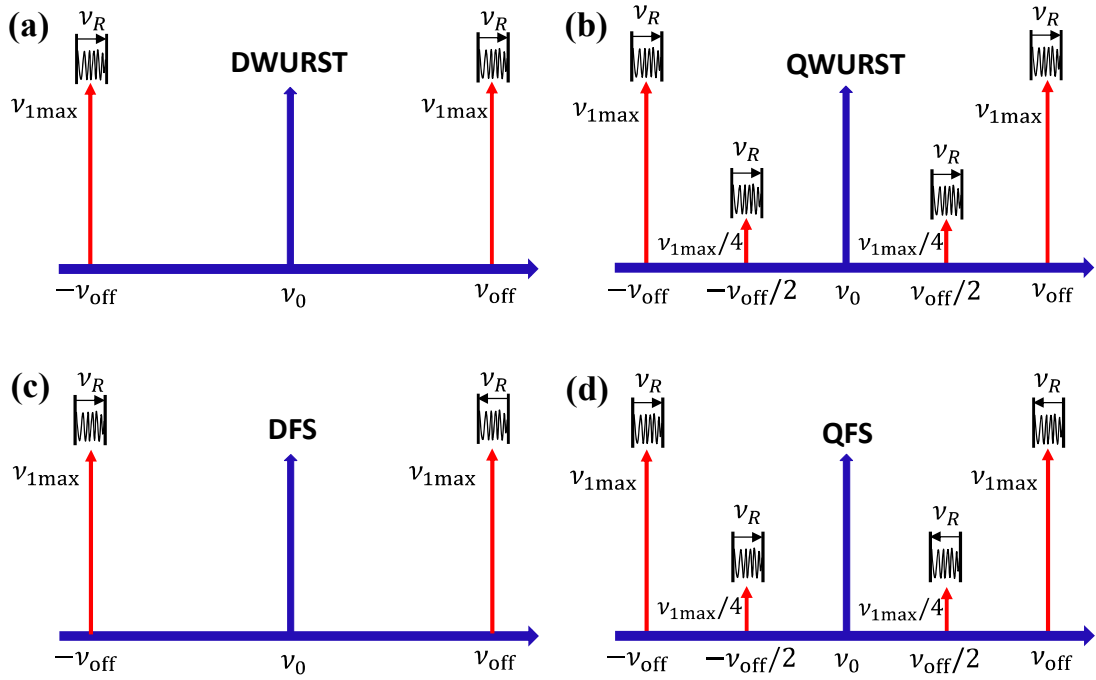 (a)
ν_R
ν_R
DWURST
ν_1max
ν_1max
−ν_off
ν_0
ν_off
(b)
ν_R
ν_R
QWURST
ν_1max
ν_1max
ν_R
ν_R
ν_1max/4
ν_1max/4
−ν_off
−ν_off/2
ν_0
ν_off/2
ν_off
(c)
ν_R
ν_R
DFS
ν_1max
ν_1max
−ν_off
ν_0
ν_off
(d)
ν_R
ν_R
QFS
ν_1max
ν_1max
ν_R
ν_R
ν_1max/4
ν_1max/4
−ν_off
−ν_off/2
ν_0
ν_off/2
ν_off